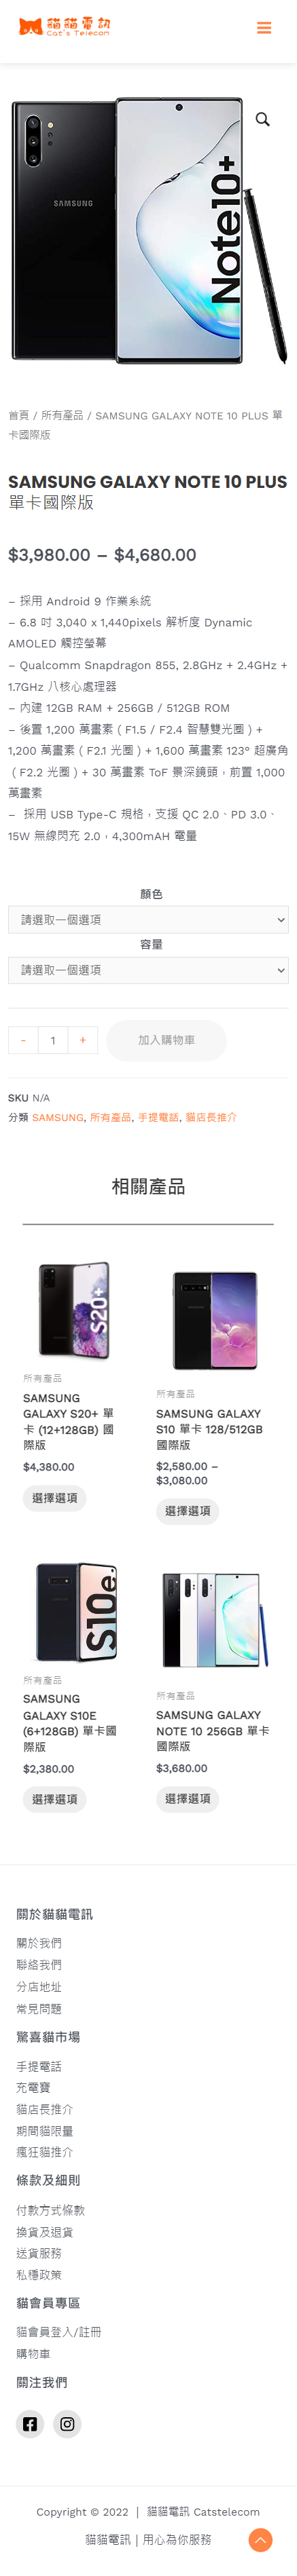 貓貓電訊
Cat's Telecom
Note10+
SAMSUNG
首頁 / 所有產品 / SAMSUNG GALAXY NOTE 10 PLUS 單
卡國際版
SAMSUNG GALAXY NOTE 10 PLUS
單卡國際版
$3,980.00 – $4,680.00
– 採用 Android 9 作業系統
– 6.8 吋 3,040 x 1,440pixels 解析度 Dynamic
AMOLED 觸控螢幕
– Qualcomm Snapdragon 855, 2.8GHz + 2.4GHz +
1.7GHz 八核心處理器
– 內建 12GB RAM + 256GB / 512GB ROM
– 後置 1,200 萬畫素 ( F1.5 / F2.4 智慧雙光圈 ) +
1,200 萬畫素 ( F2.1 光圈 ) + 1,600 萬畫素 123° 超廣角
( F2.2 光圈 ) + 30 萬畫素 ToF 景深鏡頭，前置 1,000
萬畫素
– 採用 USB Type-C 規格，支援 QC 2.0、PD 3.0、
15W 無線閃充 2.0，4,300mAH 電量
顏色
請選取一個選項
容量
請選取一個選項
- 1 + 加入購物車
SKU N/A
分類 SAMSUNG, 所有產品, 手提電話, 貓店長推介
相關產品
S20+
所有產品
SAMSUNG
GALAXY S20+ 單
卡 (12+128GB) 國
際版
$4,380.00
選擇選項
所有產品
SAMSUNG GALAXY
S10 單卡 128/512GB
國際版
$2,580.00 –
$3,080.00
選擇選項
S10e
所有產品
SAMSUNG
GALAXY S10E
(6+128GB) 單卡國
際版
$2,380.00
選擇選項
所有產品
SAMSUNG GALAXY
NOTE 10 256GB 單卡
國際版
$3,680.00
選擇選項
關於貓貓電訊
關於我們
聯絡我們
分店地址
常見問題
驚喜貓市場
手提電話
充電寶
貓店長推介
期間貓限量
瘋狂貓推介
條款及細則
付款方式條款
換貨及退貨
送貨服務
私穩政策
貓會員專區
貓會員登入/註冊
購物車
關注我們
Copyright © 2022 | 貓貓電訊 Catstelecom
貓貓電訊 | 用心為你服務